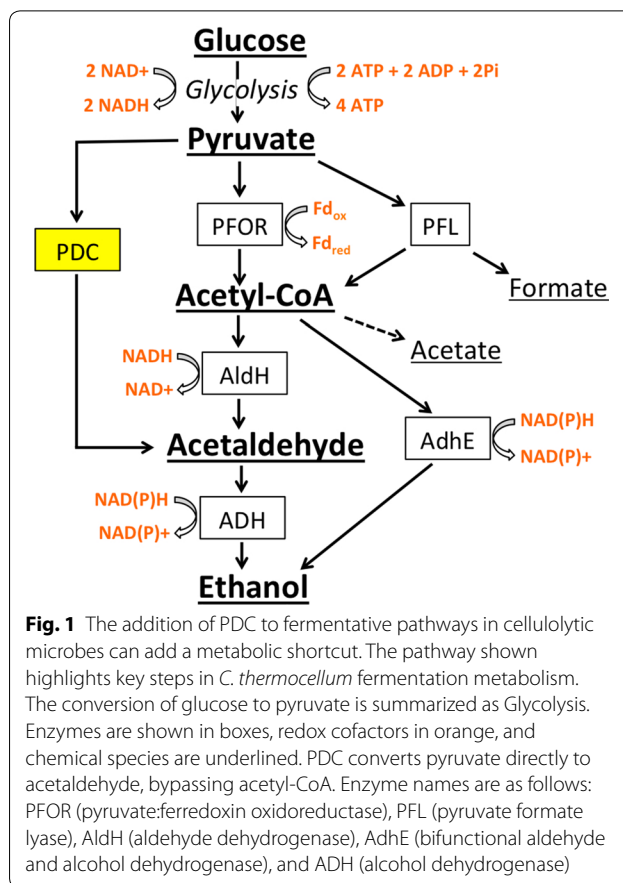 Glucose
2 NAD+
2 ATP + 2 ADP + 2Pi
Glycolysis
2 NADH
4 ATP
Pyruvate
PFOR
Fdox
Fdred
PFL
PDC
Acetyl-CoA
Formate
Acetate
NADH
AldH
NAD+
Acetaldehyde
AdhE
NAD(P)H
NAD(P)+
NAD(P)H
ADH
NAD(P)+
Ethanol
Fig. 1 The addition of PDC to fermentative pathways in cellulolytic
microbes can add a metabolic shortcut. The pathway shown
highlights key steps in C. thermocellum fermentation metabolism.
The conversion of glucose to pyruvate is summarized as Glycolysis.
Enzymes are shown in boxes, redox cofactors in orange, and
chemical species are underlined. PDC converts pyruvate directly to
acetaldehyde, bypassing acetyl-CoA. Enzyme names are as follows:
PFOR (pyruvate:ferredoxin oxidoreductase), PFL (pyruvate formate
lyase), AldH (aldehyde dehydrogenase), AdhE (bifunctional aldehyde
and alcohol dehydrogenase), and ADH (alcohol dehydrogenase)